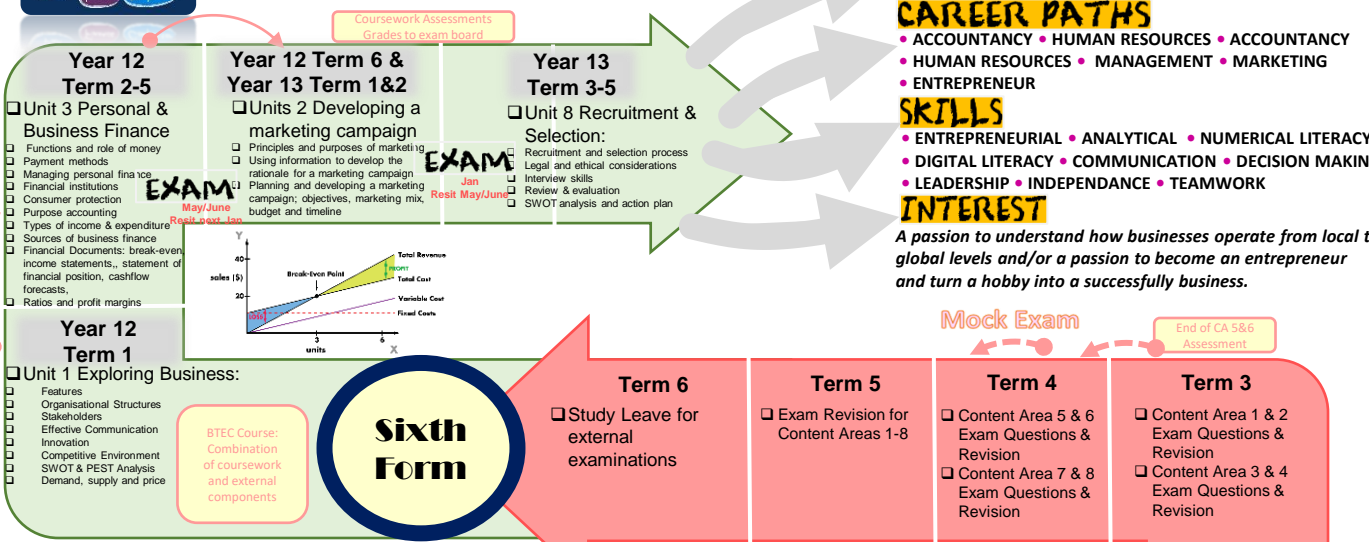 Coursework Assessments
Grades to exam board
Year 12
Term 2-5
Unit 3 Personal &
Business Finance
Functions and role of money
Payment methods
Managing personal finance
Financial institutions
Consumer protection
Purpose accounting
Types of income & expenditure
Sources of business finance
Financial Documents: break-even,
income statements,, statement of
financial position, cashflow
forecasts,
Ratios and profit margins
EXAM
May/June
Resit next Jan
Year 12 Term 6 &
Year 13 Term 1&2
Units 2 Developing a
marketing campaign
Principles and purposes of marketing
Using information to develop the
rationale for a marketing campaign
Planning and developing a marketing
campaign; objectives, marketing mix,
budget and timeline
EXAM
Jan
Resit May/June
Year 13
Term 3-5
Unit 8 Recruitment &
Selection:
Recruitment and selection process
Legal and ethical considerations
Interview skills
Review & evaluation
SWOT analysis and action plan
CAREER PATHS
• ACCOUNTANCY • HUMAN RESOURCES • ACCOUNTANCY
• HUMAN RESOURCES • MANAGEMENT • MARKETING
• ENTREPRENEUR
SKILLS
• ENTREPRENEURIAL • ANALYTICAL • NUMERICAL LITERACY
• DIGITAL LITERACY • COMMUNICATION • DECISION MAKIN
• LEADERSHIP • INDEPENDANCE • TEAMWORK
INTEREST
A passion to understand how businesses operate from local t
global levels and/or a passion to become an entrepreneur
and turn a hobby into a successfully business.
Y
40
sales ($)
20
Break-Even Point
Total Revenue
PROFIT
Total Cost
Variable Cost
LOSS
Fixed Costs
3
6
units
X
Year 12
Term 1
Unit 1 Exploring Business:
Features
Organisational Structures
Stakeholders
Effective Communication
Innovation
Competitive Environment
SWOT & PEST Analysis
Demand, supply and price
BTEC Course:
Combination
of coursework
and external
components
Sixth
Form
Mock Exam
End of CA 5&6
Assessment
Term 6
Study Leave for
external
examinations
Term 5
Exam Revision for
Content Areas 1-8
Term 4
Content Area 5 & 6
Exam Questions &
Revision
Content Area 7 & 8
Exam Questions &
Revision
Term 3
Content Area 1 & 2
Exam Questions &
Revision
Content Area 3 & 4
Exam Questions &
Revision